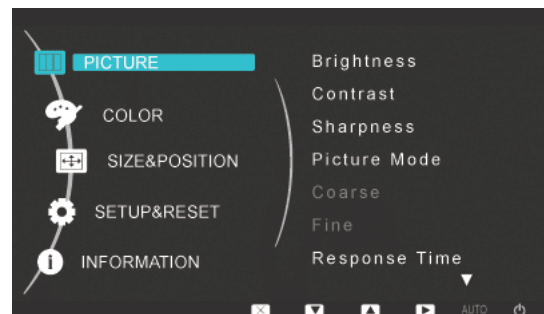 PICTURE
COLOR
SIZE&POSITION
SETUP&RESET
INFORMATION
Brightness
Contrast
Sharpness
Picture Mode
Coarse
Fine
Response Time
AUTO